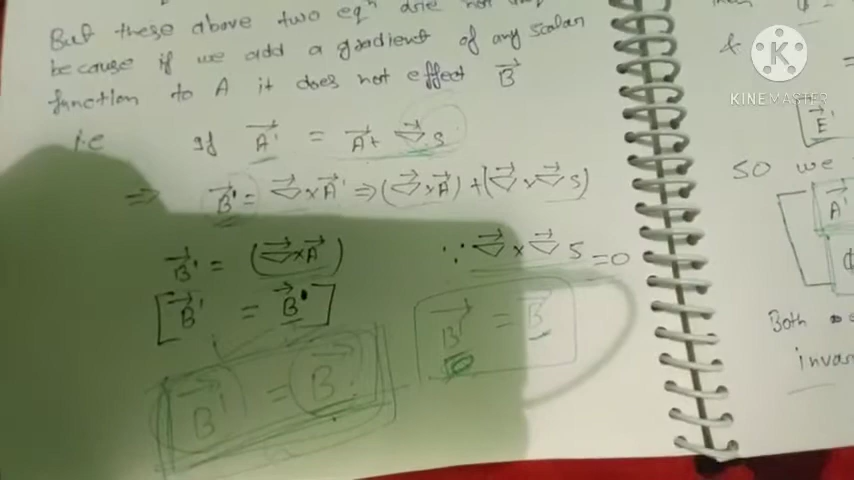 But these above two eqn are not
because if we add a gradient of any scalar
function to A it does not effect B⃗
i.e If A⃗' = A⃗ + ∇⃗ S
⇒ B⃗' = ∇⃗ × A⃗' ⇒ (∇⃗ × A⃗) + (∇⃗ × ∇⃗ S)
B⃗' = (∇⃗ × A⃗) ∵ ∇⃗ × ∇⃗ S = 0
[B⃗' = B⃗]
B⃗' = B⃗
B⃗' = B⃗
&
E⃗'
SO we
A⃗'
Both
invar
K
KINEMASTER